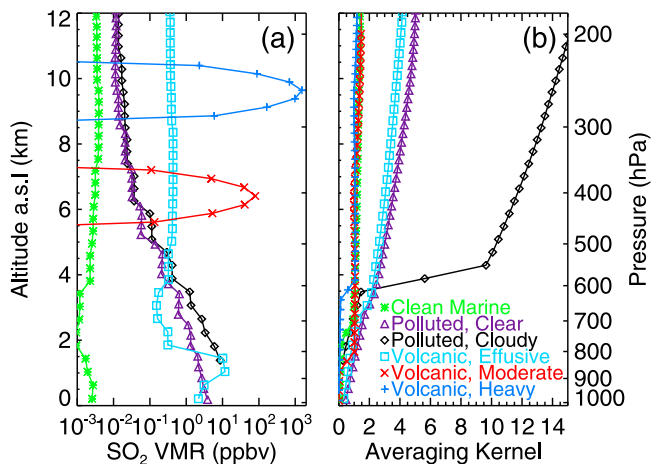 (a)
(b)
12
10
8
6
4
2
0
Altitude a.s.l (km)
10⁻³ 10⁻² 10⁻¹ 10⁰ 10¹ 10² 10³
SO₂ VMR (ppbv)
Clean Marine
Polluted, Clear
Polluted, Cloudy
Volcanic, Effusive
Volcanic, Moderate
Volcanic, Heavy
0 2 4 6 8 10 12 14
Averaging Kernel
200
300
400
500
600
700
800
900
1000
Pressure (hPa)